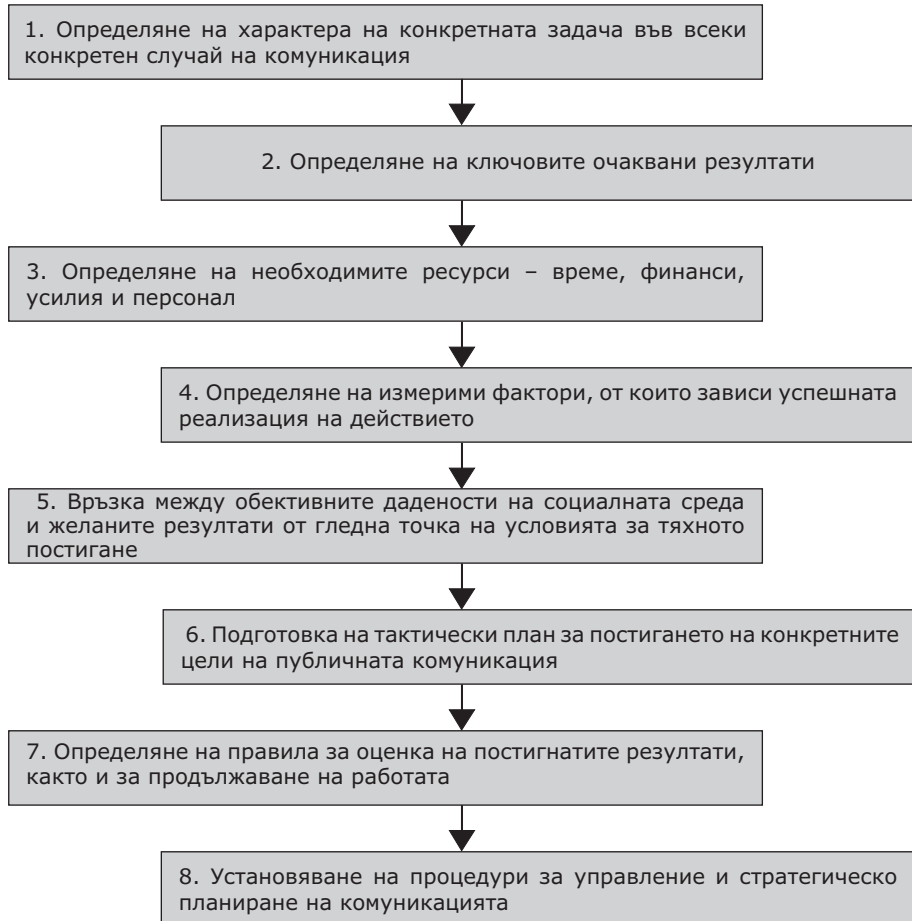 1. Определяне на характера на конкретната задача във всеки
конкретен случай на комуникация
2. Определяне на ключовите очаквани резултати
3. Определяне на необходимите ресурси – време, финанси,
усилия и персонал
4. Определяне на измерими фактори, от които зависи успешната
реализация на действието
5. Връзка между обективните дадености на социалната среда
и желаните резултати от гледна точка на условията за тяхното
постигане
6. Подготовка на тактически план за постигането на конкретните
цели на публичната комуникация
7. Определяне на правила за оценка на постигнатите резултати,
както и за продължаване на работата
8. Установяване на процедури за управление и стратегическо
планиране на комуникацията